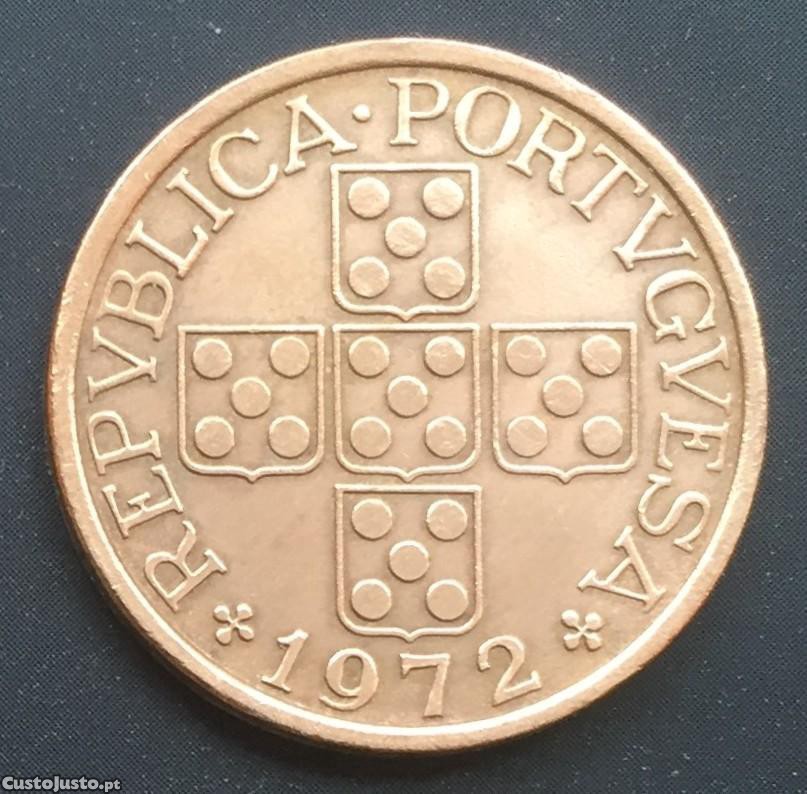 REPVBLICA · PORTVGVESA
1972
CustoJusto.pt